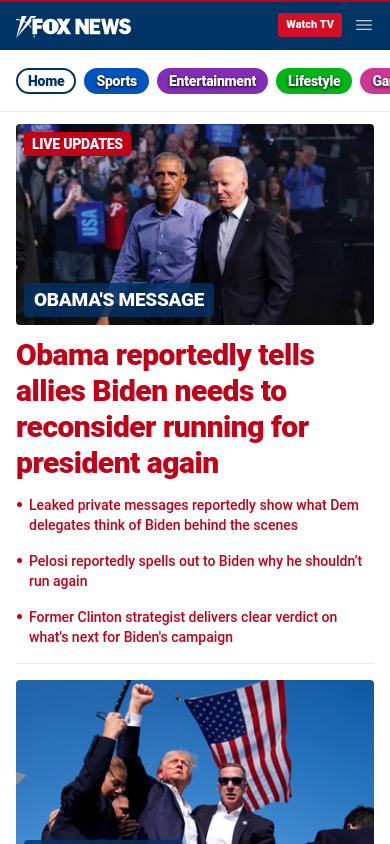 FOX NEWS
Watch TV
Home
Sports
Entertainment
Lifestyle
LIVE UPDATES
USA
OBAMA'S MESSAGE
Obama reportedly tells
allies Biden needs to
reconsider running for
president again
• Leaked private messages reportedly show what Dem
delegates think of Biden behind the scenes
• Pelosi reportedly spells out to Biden why he shouldn’t
run again
• Former Clinton strategist delivers clear verdict on
what's next for Biden's campaign